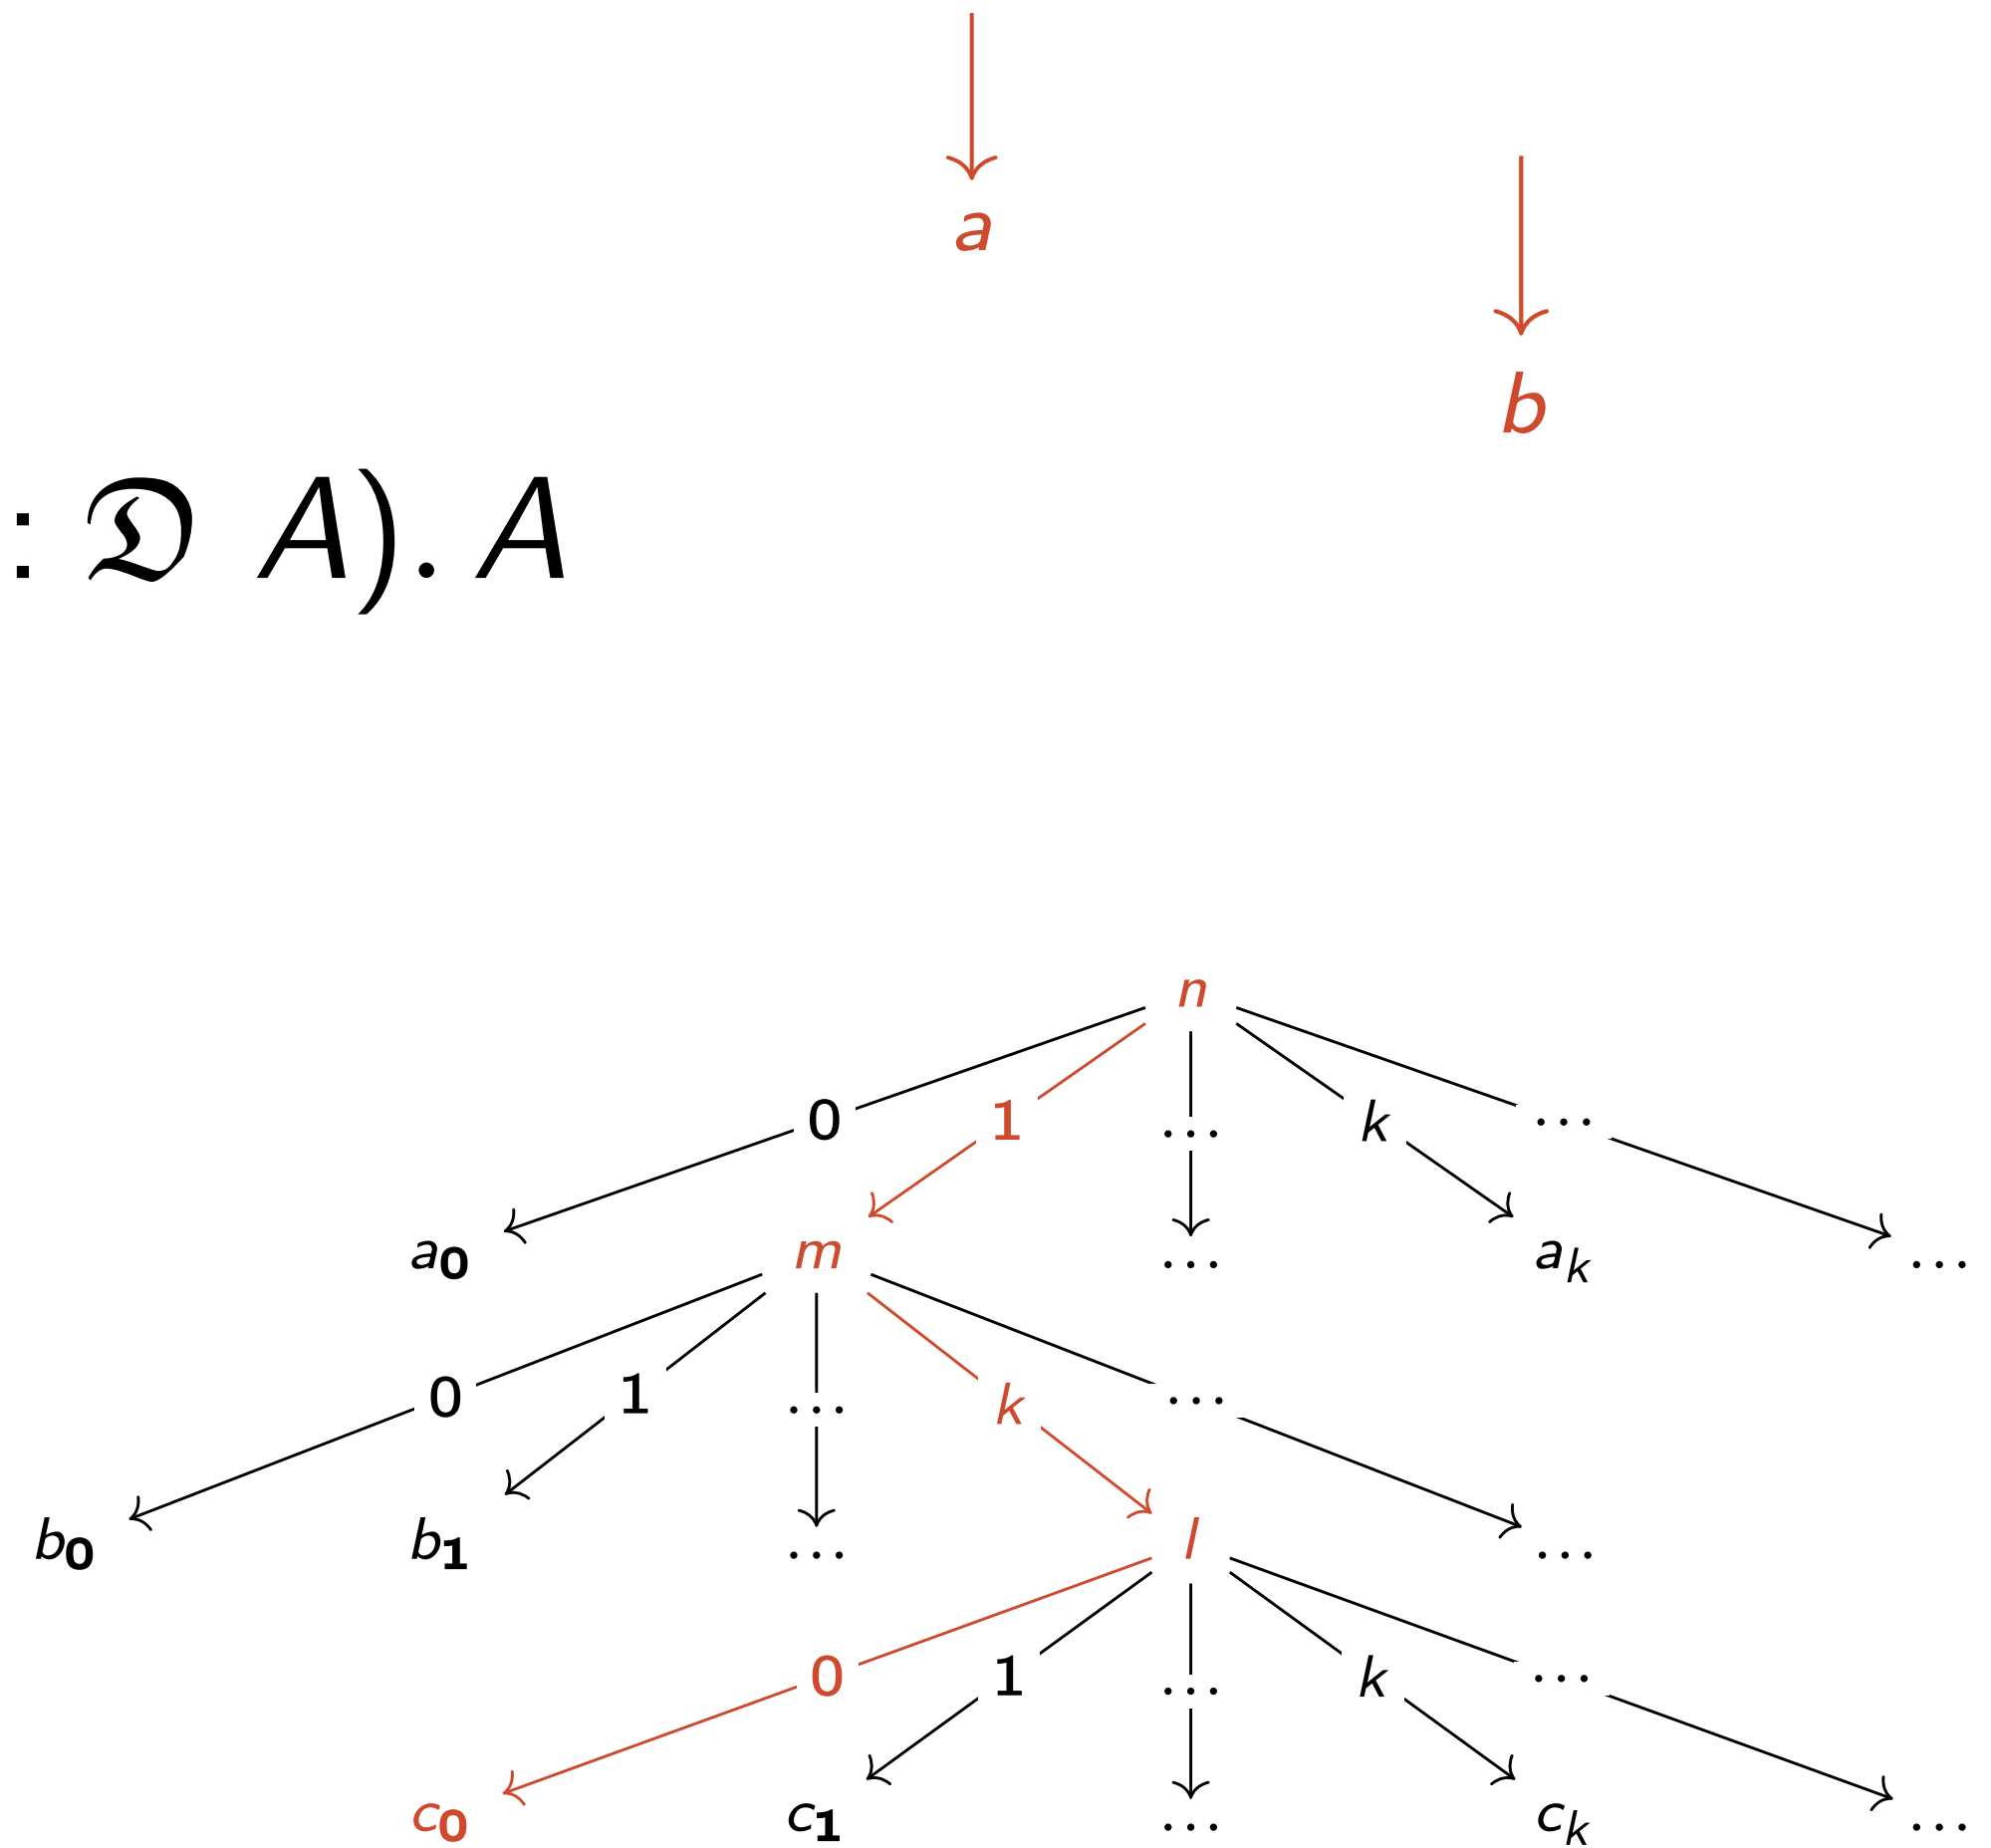 a
b
: 𝔇 A). A
n
0 1 ... k ...
a₀ m ... aₖ ...
0 1 ... k ...
b₀ b₁ ... l ...
0 1 ... k ...
c₀ c₁ ... cₖ ...